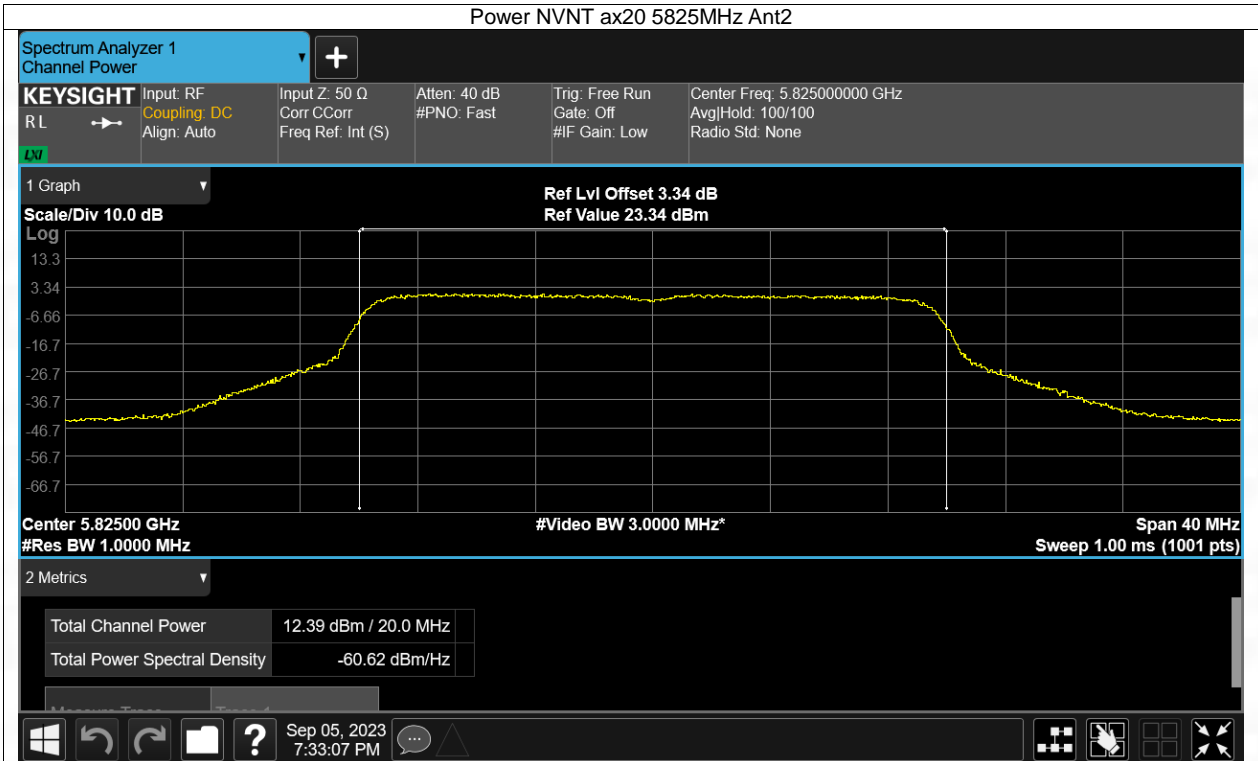 Power NVNT ax20 5825MHz Ant2
Spectrum Analyzer 1
Channel Power
KEYSIGHT
RL
LXI
Input: RF
Coupling: DC
Align: Auto
Input Z: 50 Ω
Corr CCorr
Freq Ref: Int (S)
Atten: 40 dB
#PNO: Fast
Trig: Free Run
Gate: Off
#IF Gain: Low
Center Freq: 5.825000000 GHz
Avg|Hold: 100/100
Radio Std: None
1 Graph
Scale/Div 10.0 dB
Ref Lvl Offset 3.34 dB
Ref Value 23.34 dBm
Log
13.3
3.34
-6.66
-16.7
-26.7
-36.7
-46.7
-56.7
-66.7
Center 5.82500 GHz
#Video BW 3.0000 MHz*
Span 40 MHz
#Res BW 1.0000 MHz
Sweep 1.00 ms (1001 pts)
2 Metrics
Total Channel Power 12.39 dBm / 20.0 MHz
Total Power Spectral Density -60.62 dBm/Hz
Measure Trace Trace 1
Sep 05, 2023
7:33:07 PM